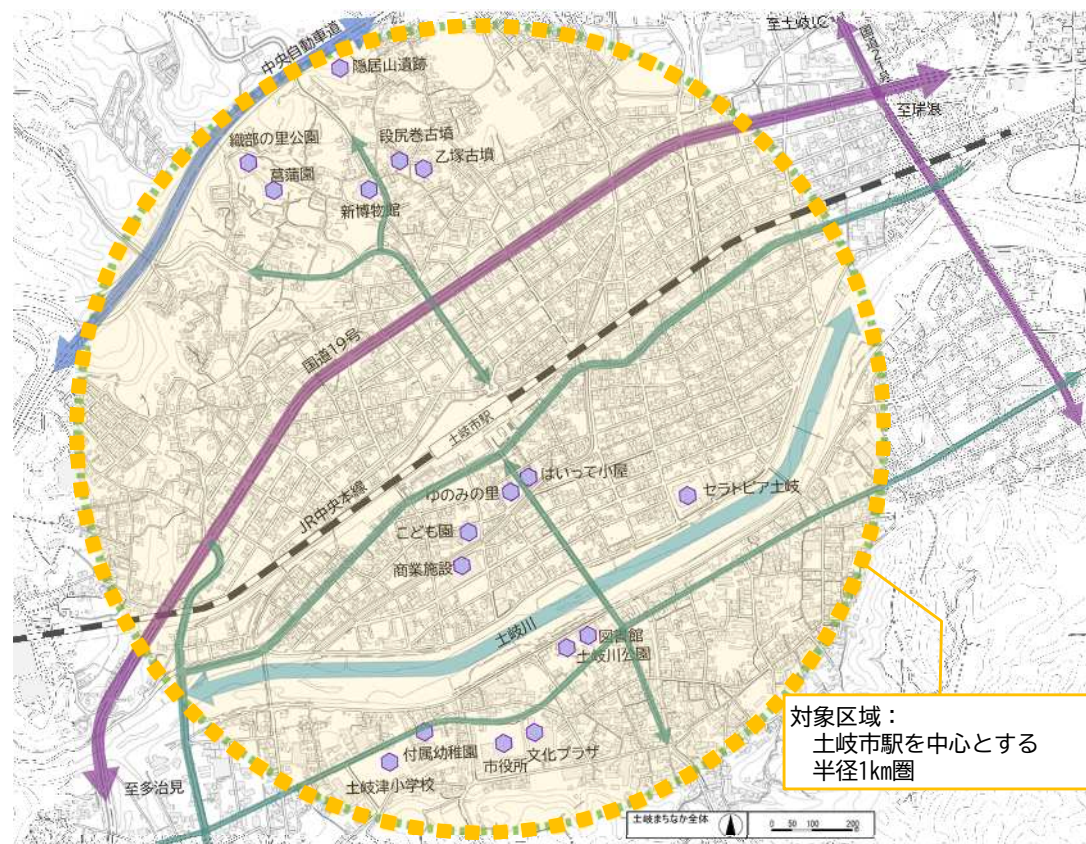 至土岐IC
国道21号
中央自動車道
隠居山遺跡
至瑞浪
織部の里公園
段尻巻古墳
乙塚古墳
菖蒲園
新博物館
国道19号
土岐市駅
はいって小屋
ゆのみの里
セラトピア土岐
JR中央本線
こども園
商業施設
土岐川
図書館
土岐川公園
対象区域：
土岐市駅を中心とする
半径1km圏
付属幼稚園
文化プラザ
市役所
土岐津小学校
至多治見
土岐まちなか全体
0 50 100 200